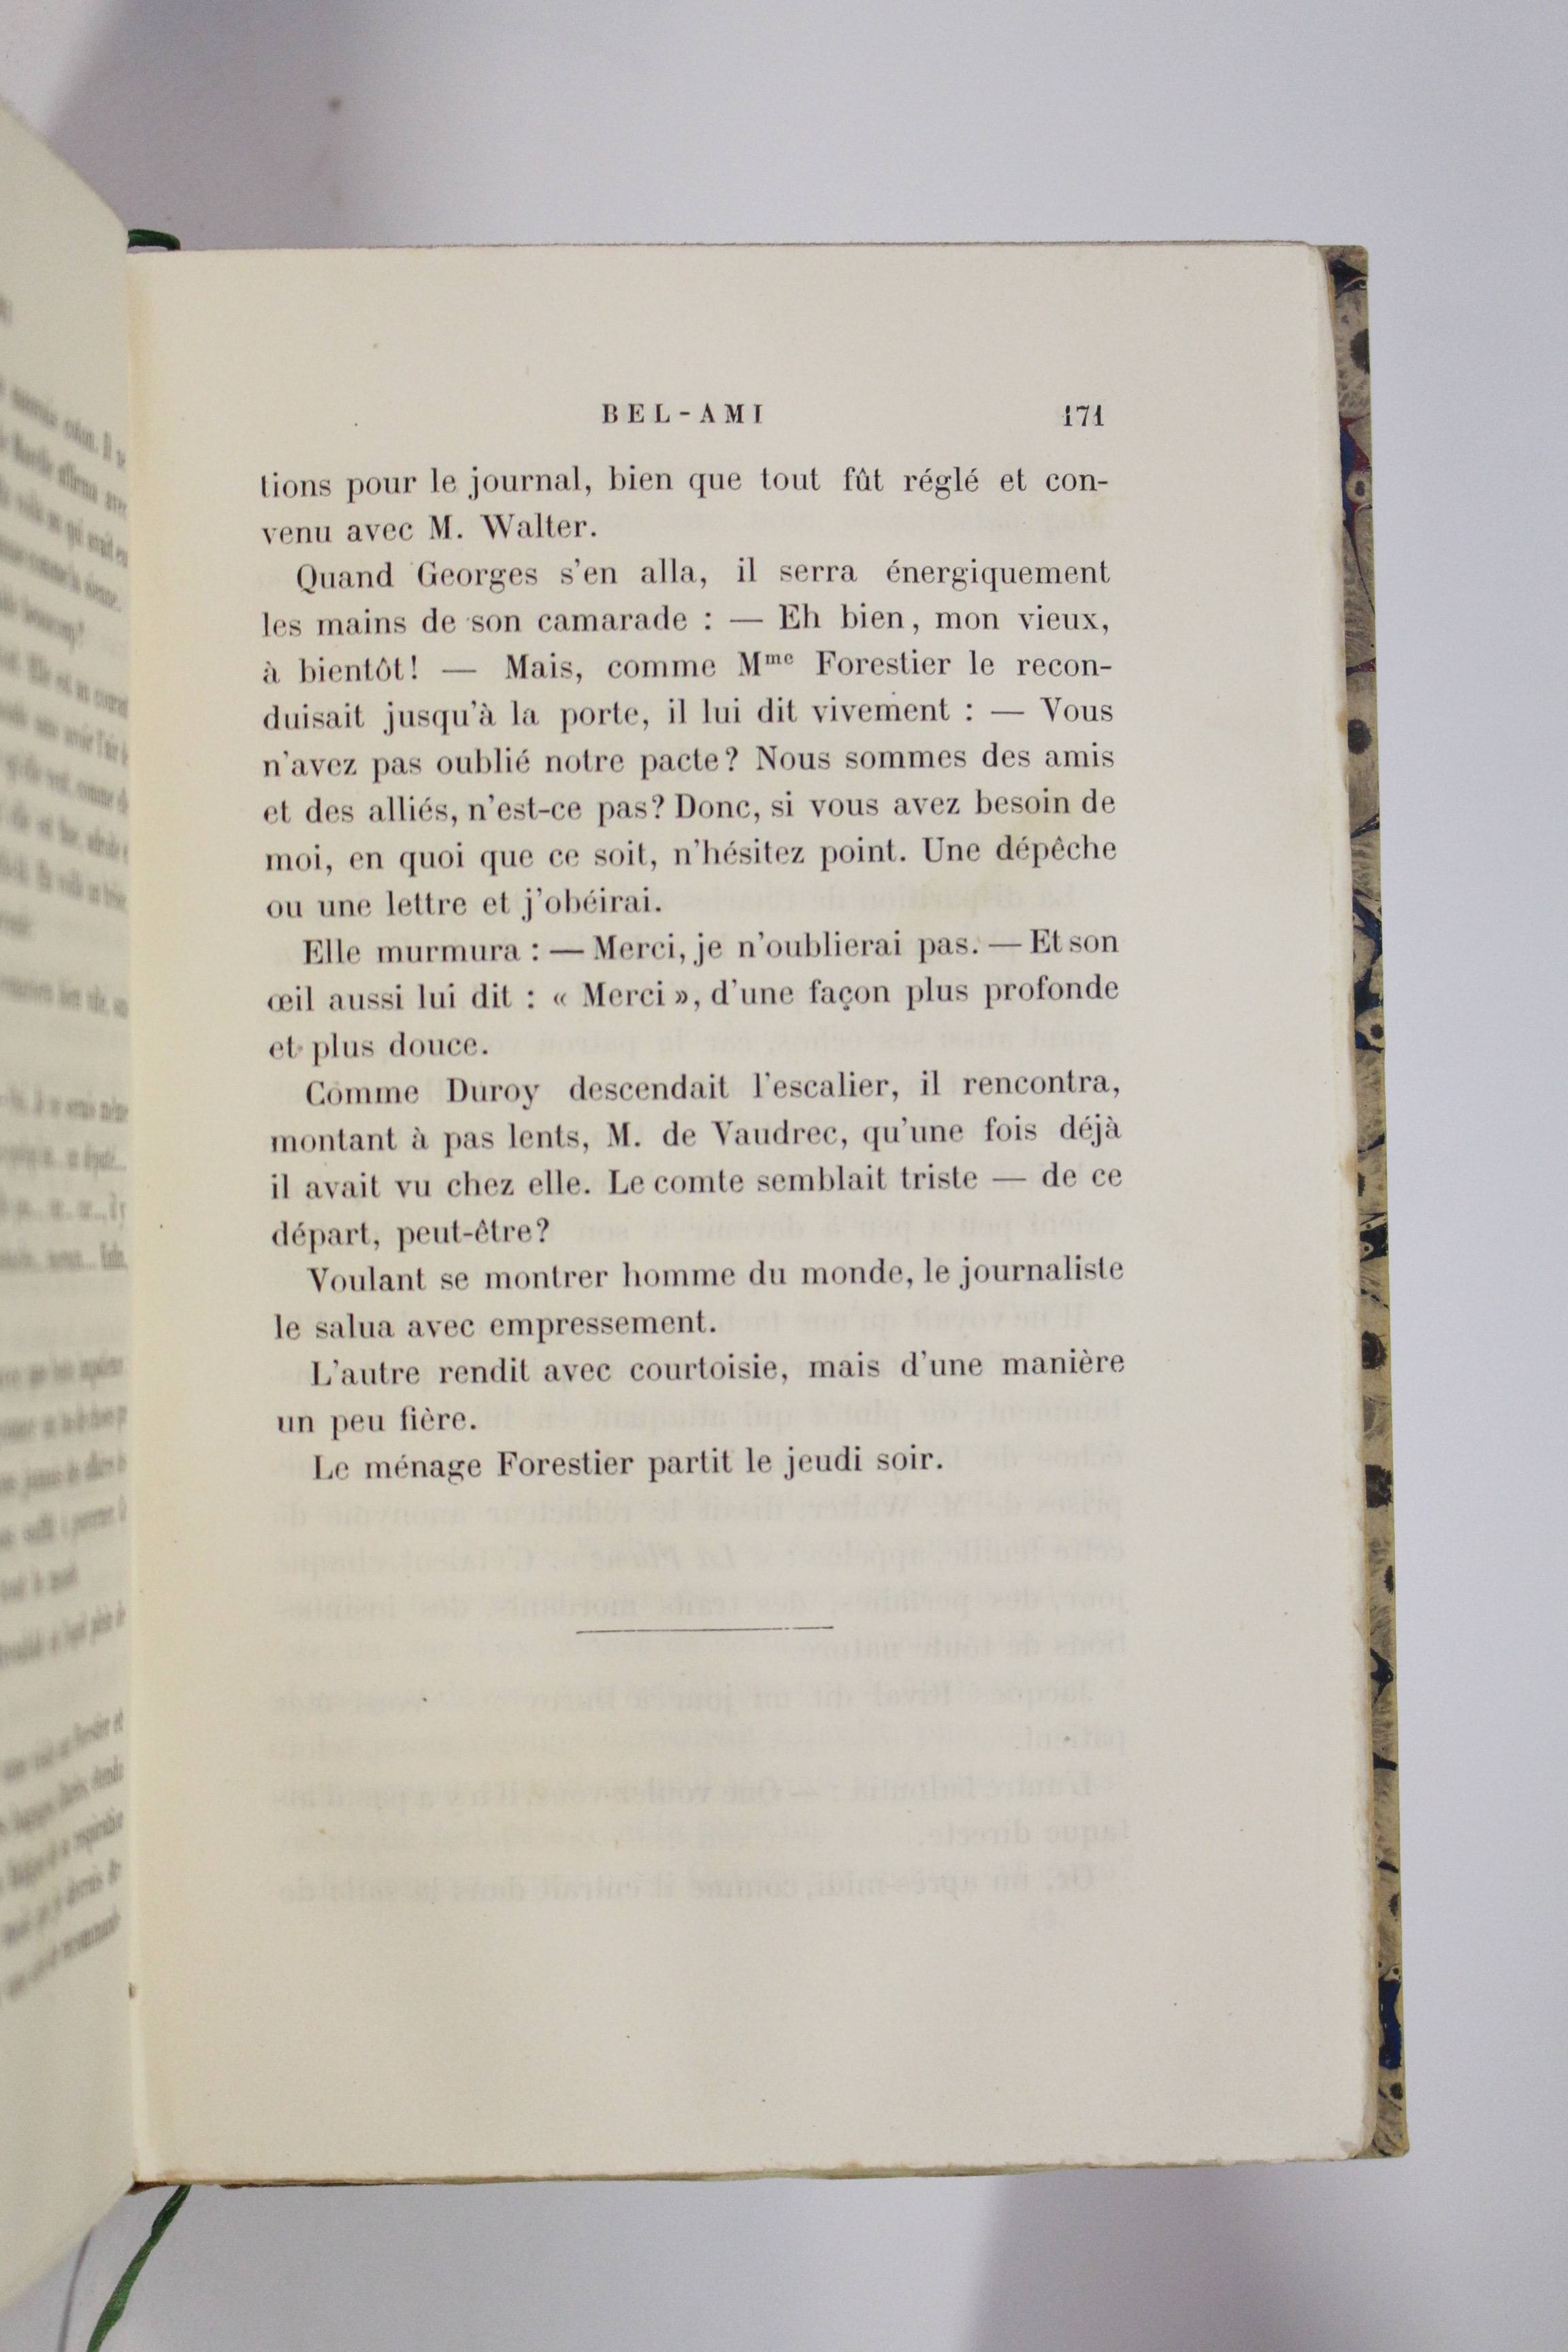 BEL-AMI 171
tions pour le journal, bien que tout fût réglé et con-
venu avec M. Walter.
Quand Georges s'en alla, il serra énergiquement
les mains de son camarade : — Eh bien, mon vieux,
à bientôt! — Mais, comme Mme Forestier le recon-
duisait jusqu'à la porte, il lui dit vivement : — Vous
n'avez pas oublié notre pacte? Nous sommes des amis
et des alliés, n'est-ce pas? Donc, si vous avez besoin de
moi, en quoi que ce soit, n'hésitez point. Une dépêche
ou une lettre et j'obéirai.
Elle murmura : — Merci, je n'oublierai pas. — Et son
œil aussi lui dit : « Merci », d'une façon plus profonde
et plus douce.
Comme Duroy descendait l'escalier, il rencontra,
montant à pas lents, M. de Vaudrec, qu'une fois déjà
il avait vu chez elle. Le comte semblait triste — de ce
départ, peut-être?
Voulant se montrer homme du monde, le journaliste
le salua avec empressement.
L'autre rendit avec courtoisie, mais d'une manière
un peu fière.
Le ménage Forestier partit le jeudi soir.